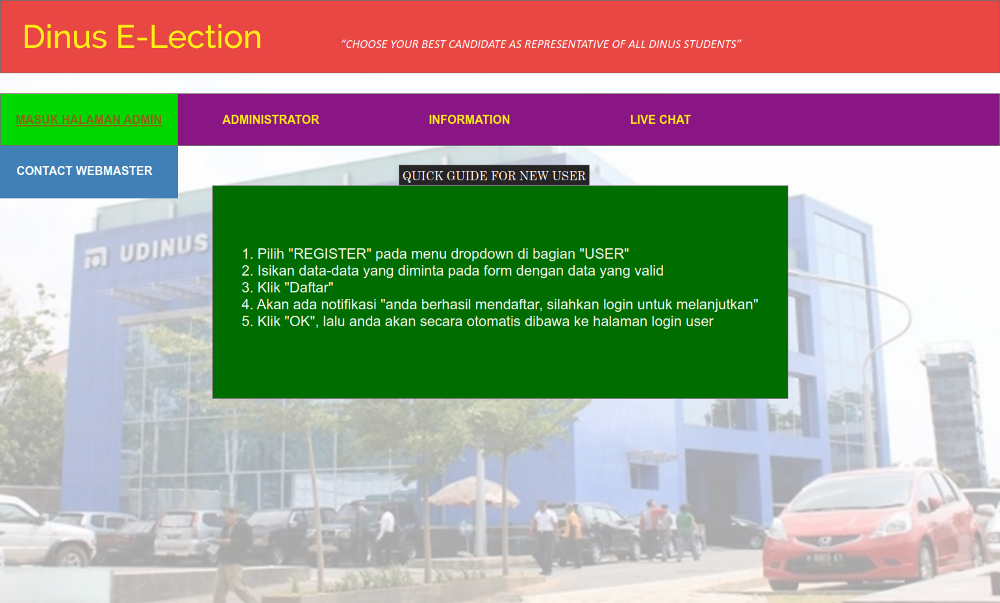 Dinus E-Lection
“CHOOSE YOUR BEST CANDIDATE AS REPRESENTATIVE OF ALL DINUS STUDENTS”
MASUK HALAMAN ADMIN
ADMINISTRATOR
INFORMATION
LIVE CHAT
CONTACT WEBMASTER
QUICK GUIDE FOR NEW USER
UDINUS
1. Pilih "REGISTER" pada menu dropdown di bagian "USER"
2. Isikan data-data yang diminta pada form dengan data yang valid
3. Klik "Daftar"
4. Akan ada notifikasi "anda berhasil mendaftar, silahkan login untuk melanjutkan"
5. Klik "OK", lalu anda akan secara otomatis dibawa ke halaman login user